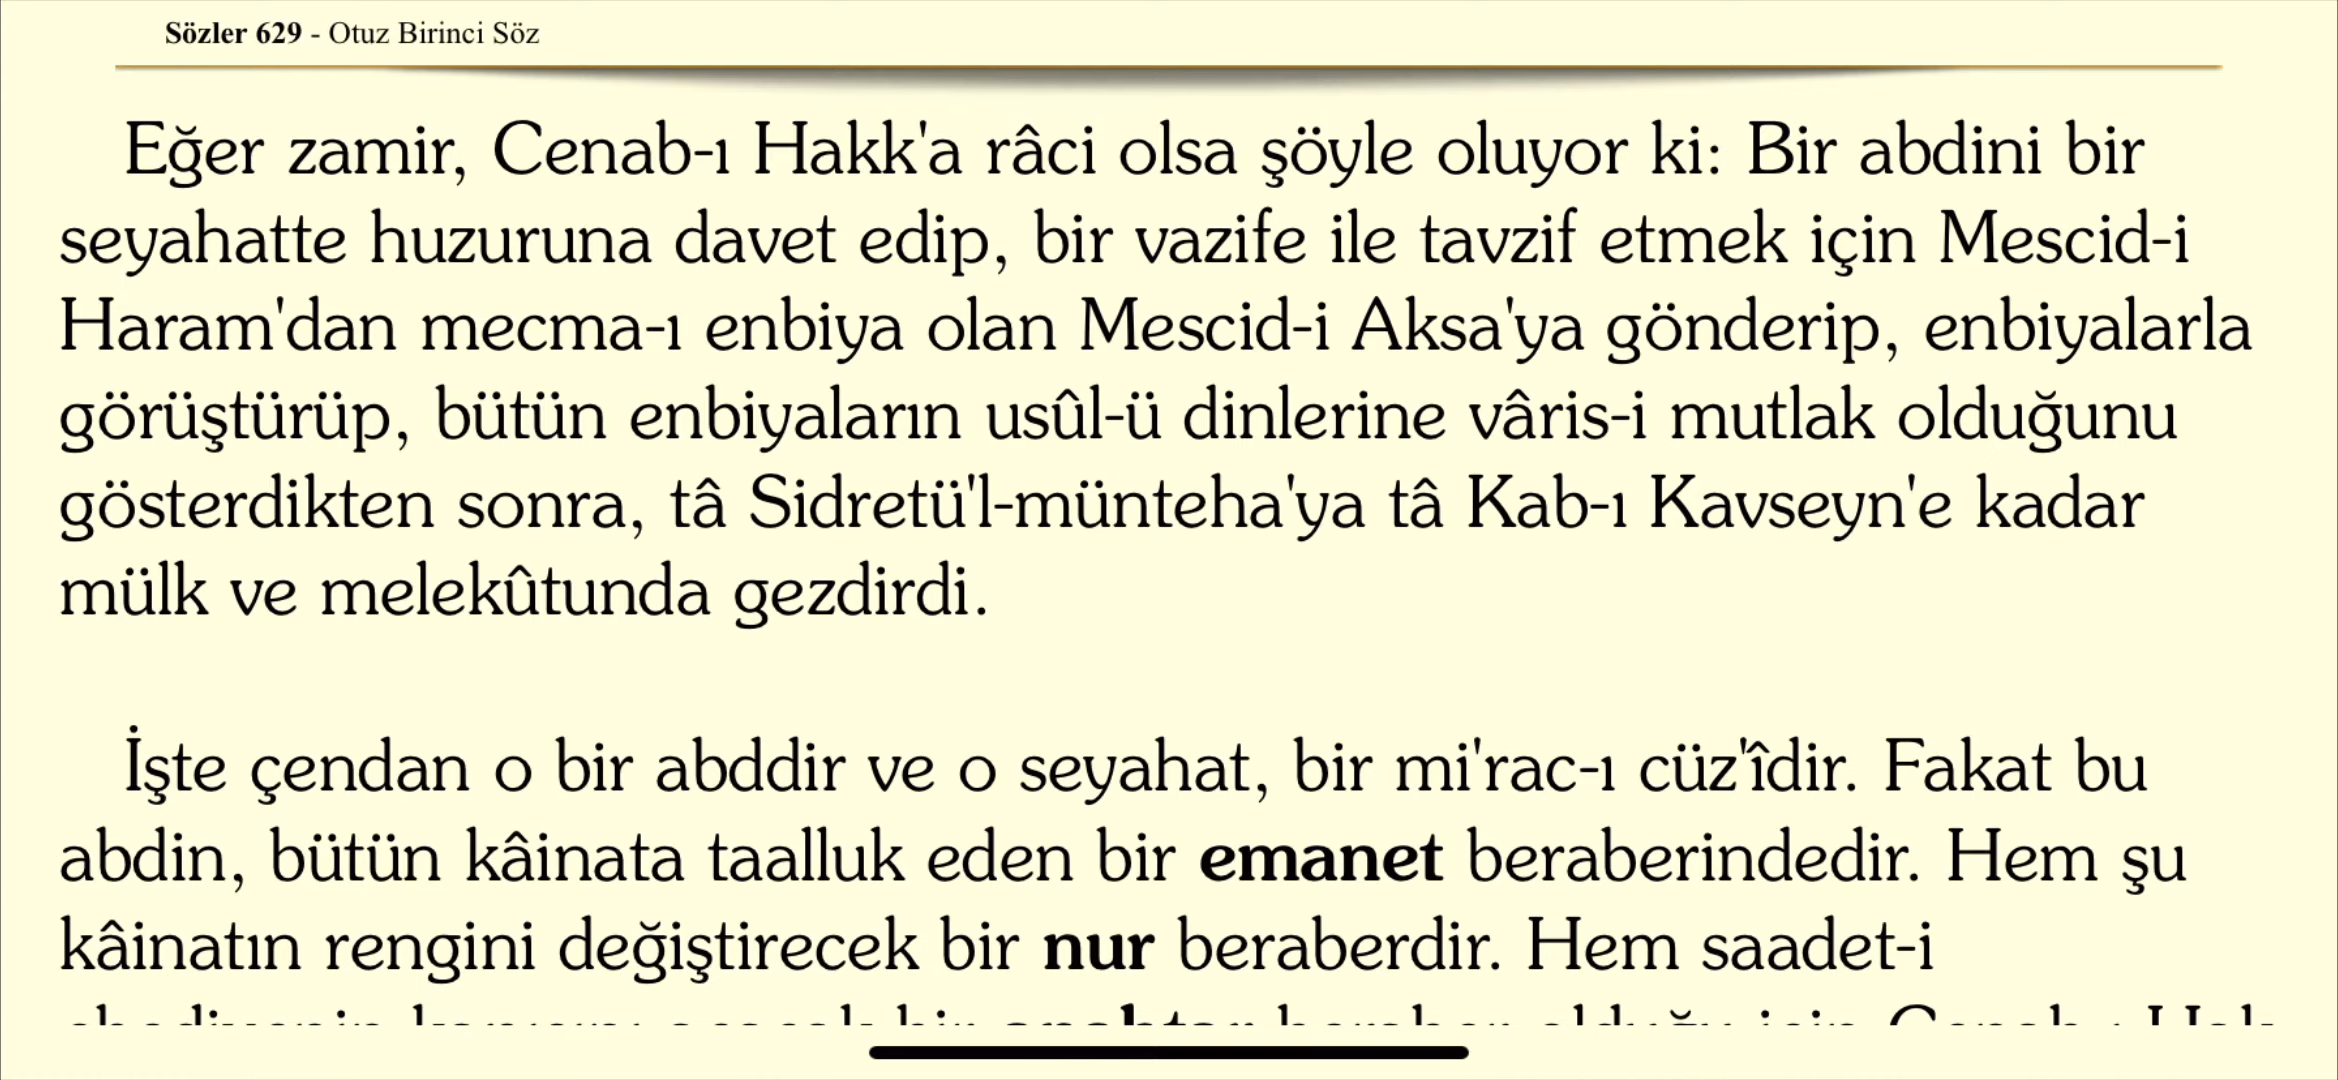 Sözler 629 - Otuz Birinci Söz
Eğer zamir, Cenab-ı Hakk'a râci olsa şöyle oluyor ki: Bir abdini bir
seyahatte huzuruna davet edip, bir vazife ile tavzif etmek için Mescid-i
Haram'dan mecma-ı enbiya olan Mescid-i Aksa'ya gönderip, enbiyalarla
görüştürüp, bütün enbiyaların usûl-ü dinlerine vâris-i mutlak olduğunu
gösterdikten sonra, tâ Sidretü'l-münteha'ya tâ Kab-ı Kavseyn'e kadar
mülk ve melekûtunda gezdirdi.
İşte çendan o bir abddir ve o seyahat, bir mi'rac-ı cüz'îdir. Fakat bu
abdin, bütün kâinata taalluk eden bir emanet beraberindedir. Hem şu
kâinatın rengini değiştirecek bir nur beraberdir. Hem saadet-i